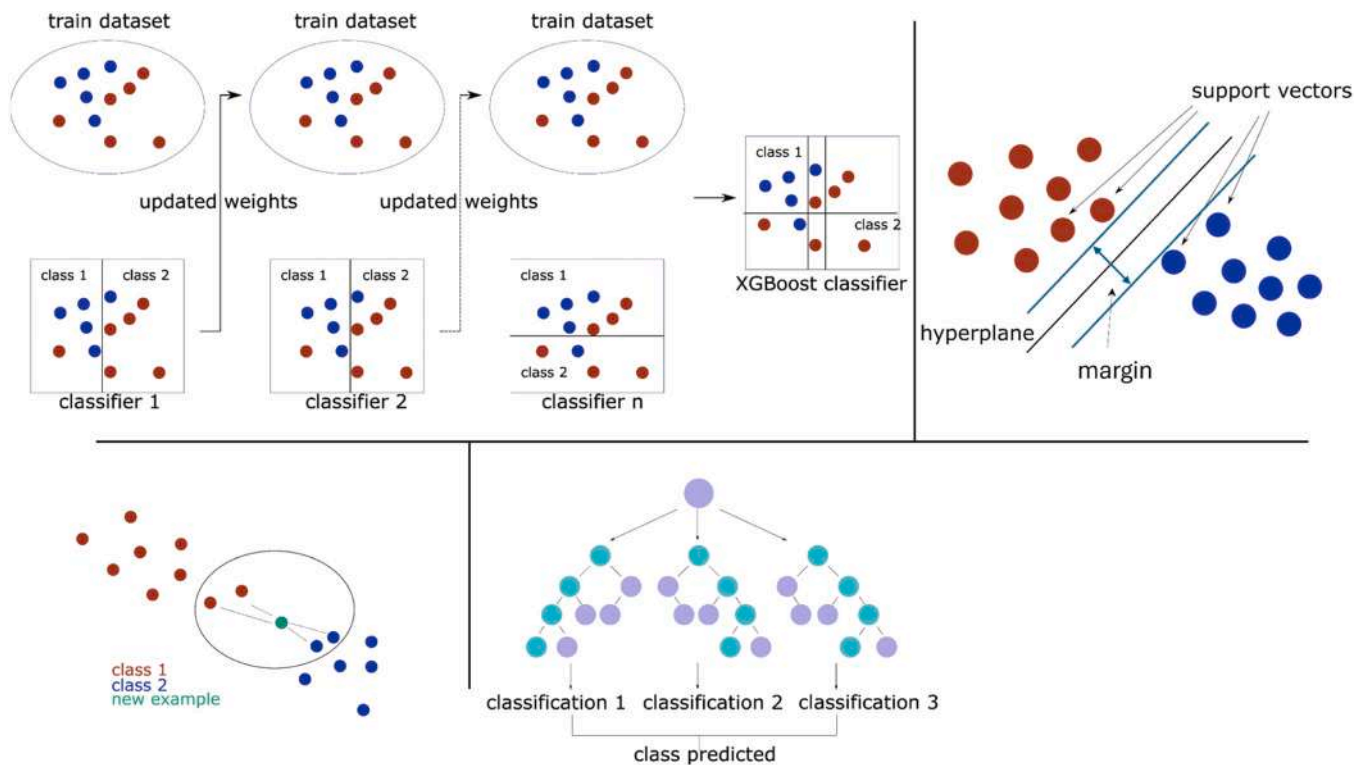 train dataset
train dataset
train dataset
updated weights
updated weights
class 1
class 2
class 1
class 2
class 1
class 2
classifier 1
classifier 2
classifier n
class 1
class 2
XGBoost classifier
support vectors
hyperplane
margin
class 1
class 2
new example
classification 1
classification 2
classification 3
class predicted